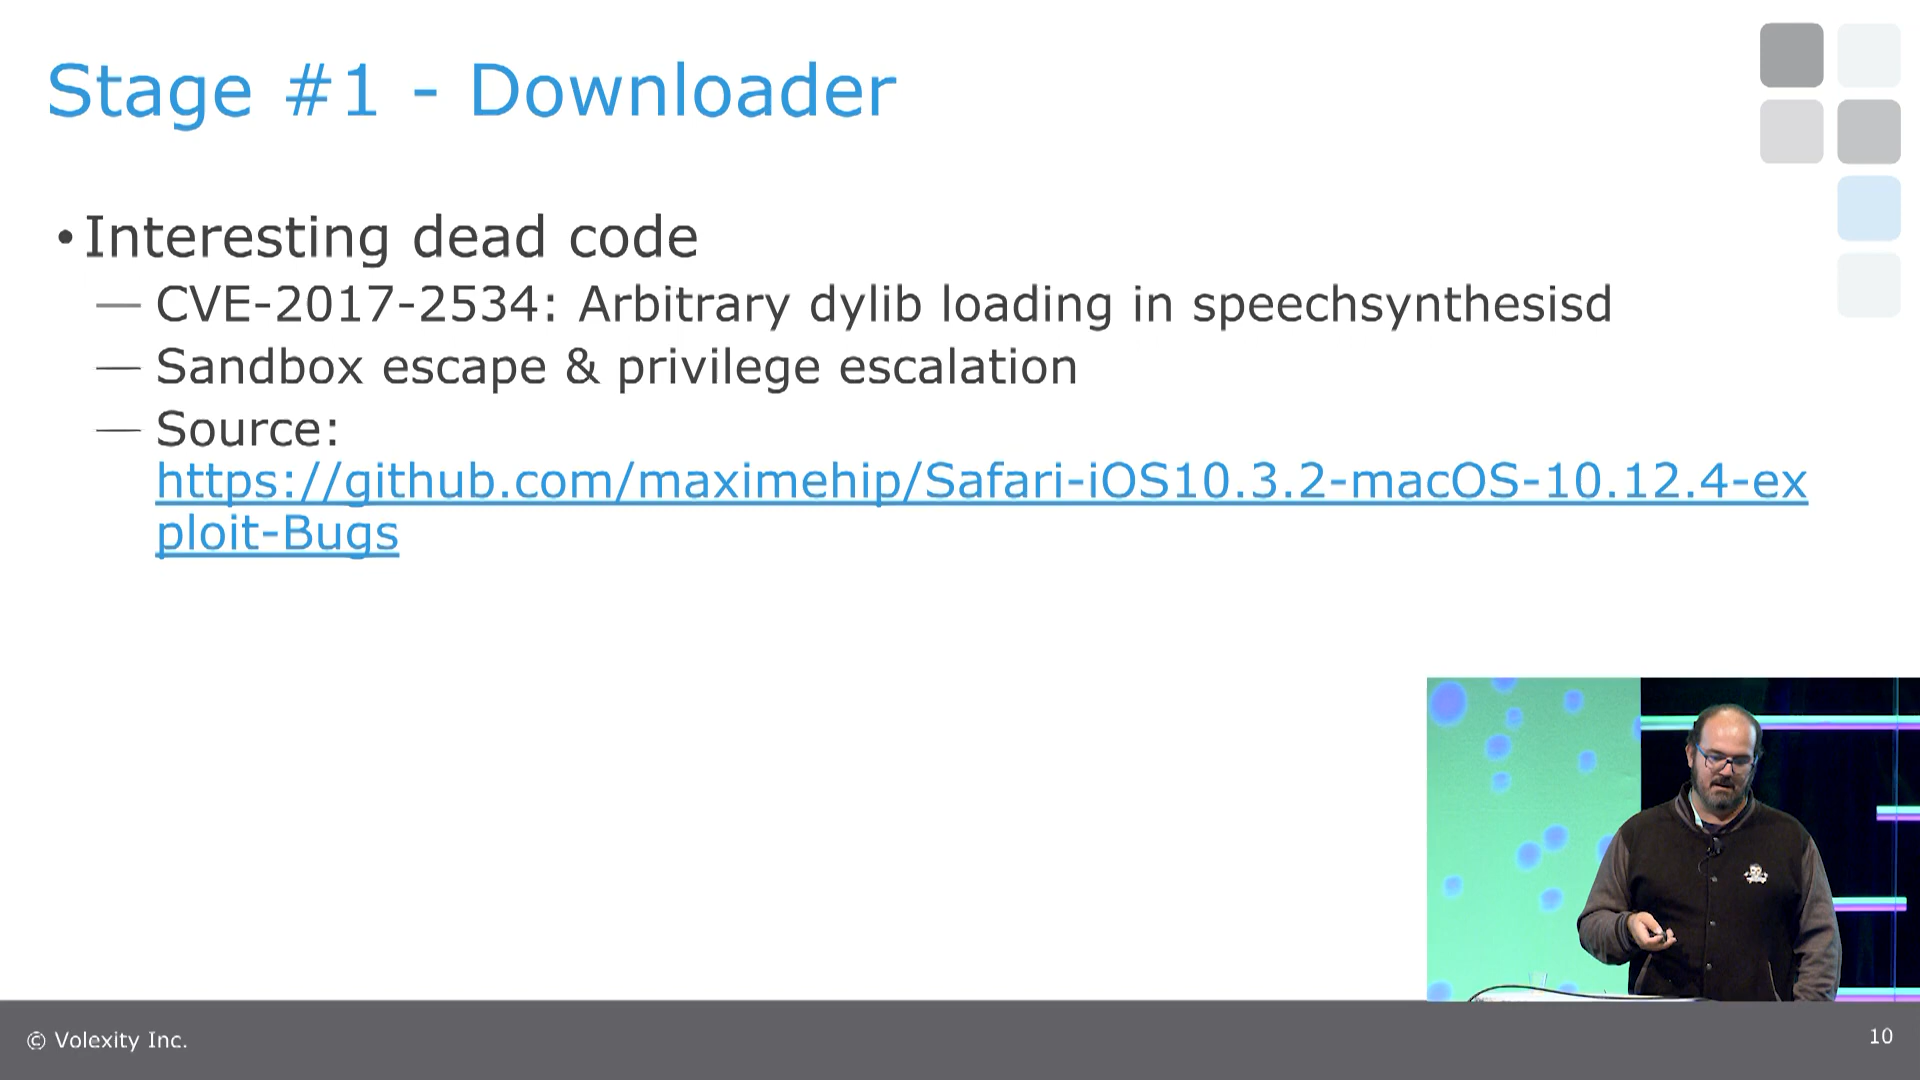 Stage #1 - Downloader
• Interesting dead code
— CVE-2017-2534: Arbitrary dylib loading in speechsynthesisd
— Sandbox escape & privilege escalation
— Source:
https://github.com/maximehip/Safari-iOS10.3.2-macOS-10.12.4-ex
ploit-Bugs
© Volexity Inc.
10